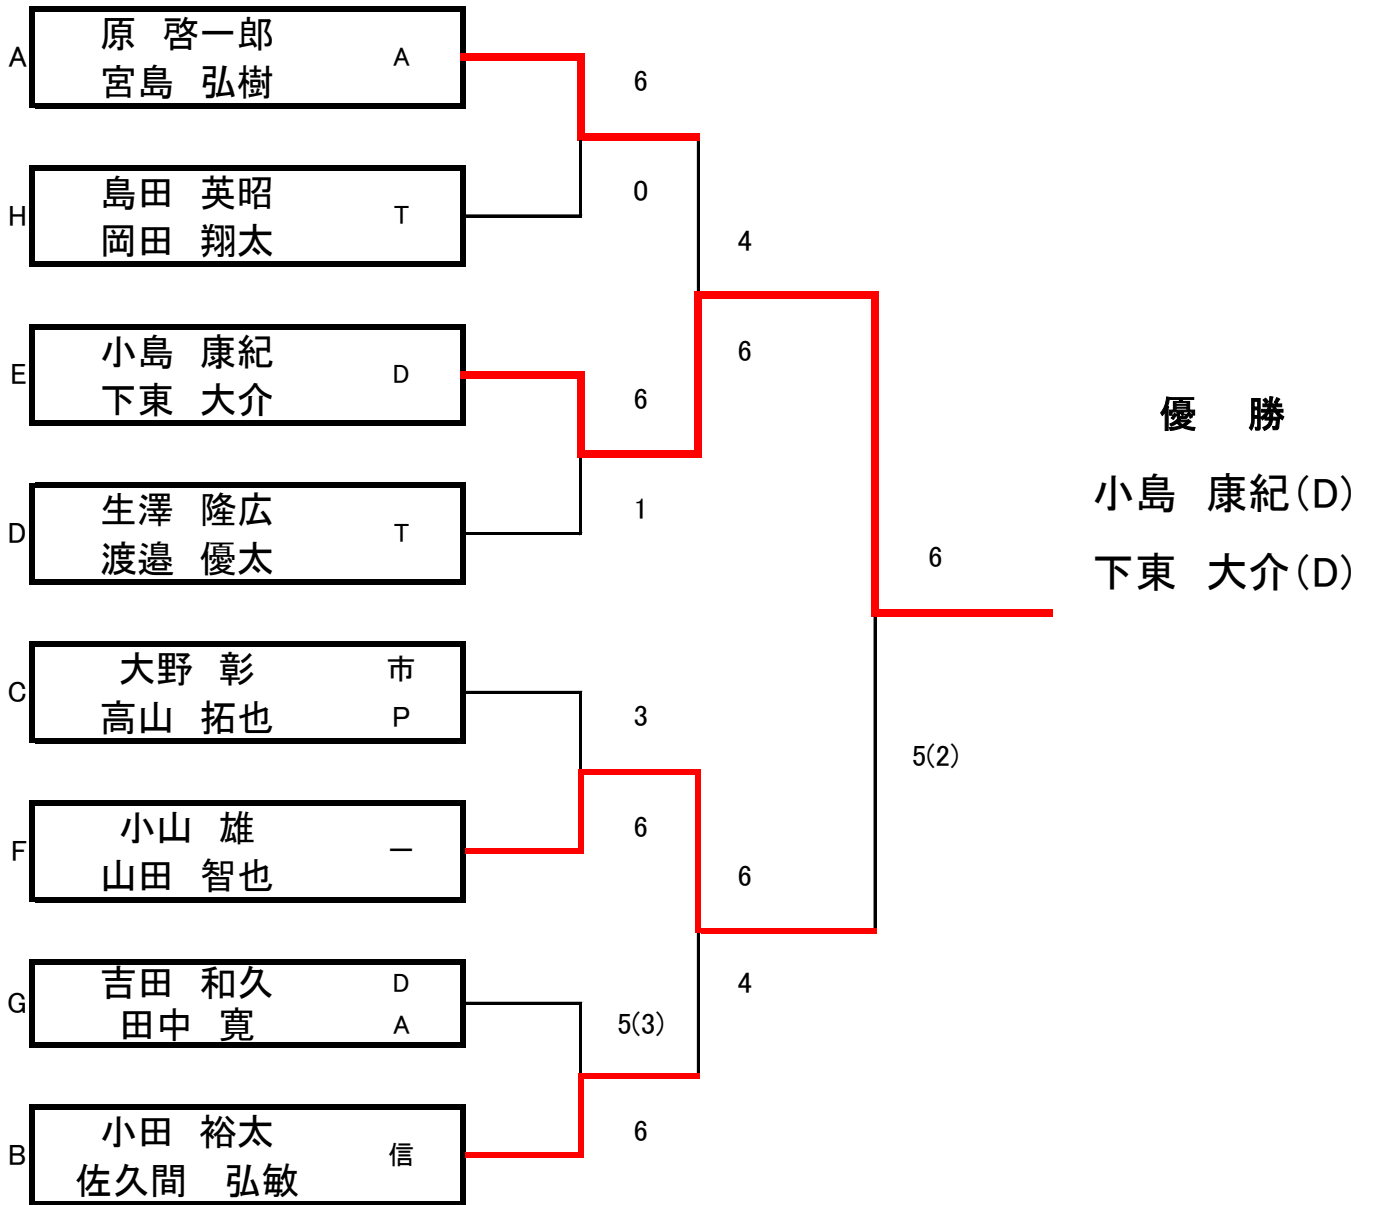 A
原 啓一郎
宮島 弘樹
A
6
H
島田 英昭
岡田 翔太
T
0
4
E
小島 康紀
下東 大介
D
6
6
D
生澤 隆広
渡邉 優太
T
1
C
大野 彰 市
高山 拓也 P
3
F
小山 雄
山田 智也
一
6
6
G
吉田 和久 D
田中 寛 A
5(3)
4
B
小田 裕太
佐久間 弘敏
信
6
6
5(2)
優 勝
小島 康紀(D)
下東 大介(D)